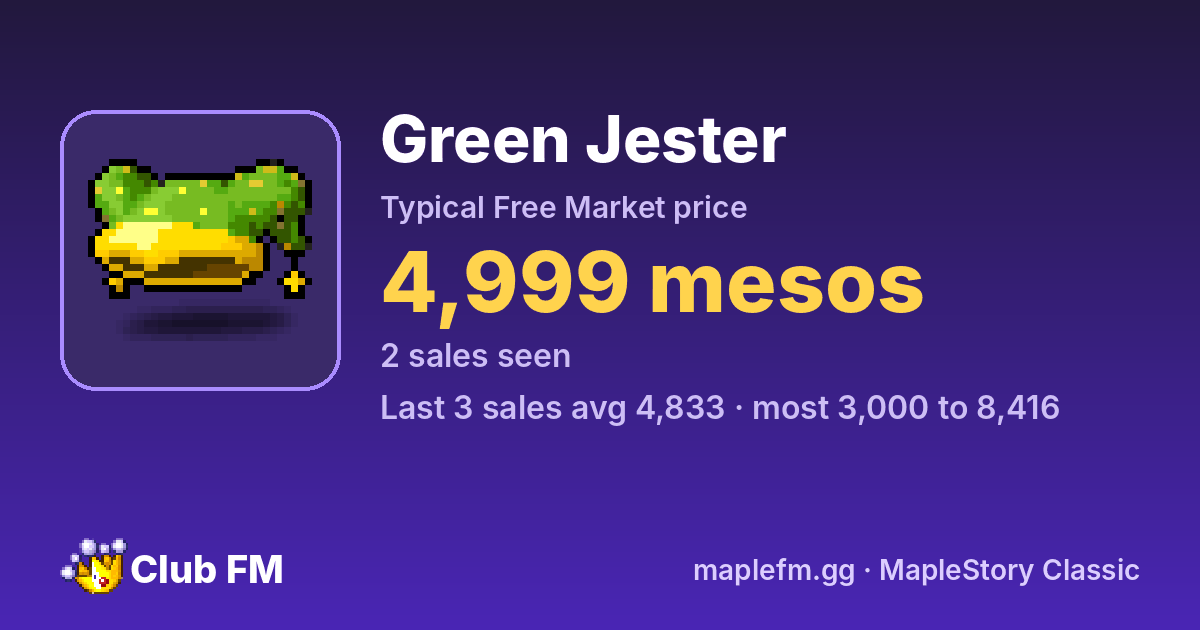 Green Jester
Typical Free Market price
4,999 mesos
2 sales seen
Last 3 sales avg 4,833 · most 3,000 to 8,416
Club FM
maplefm.gg · MapleStory Classic